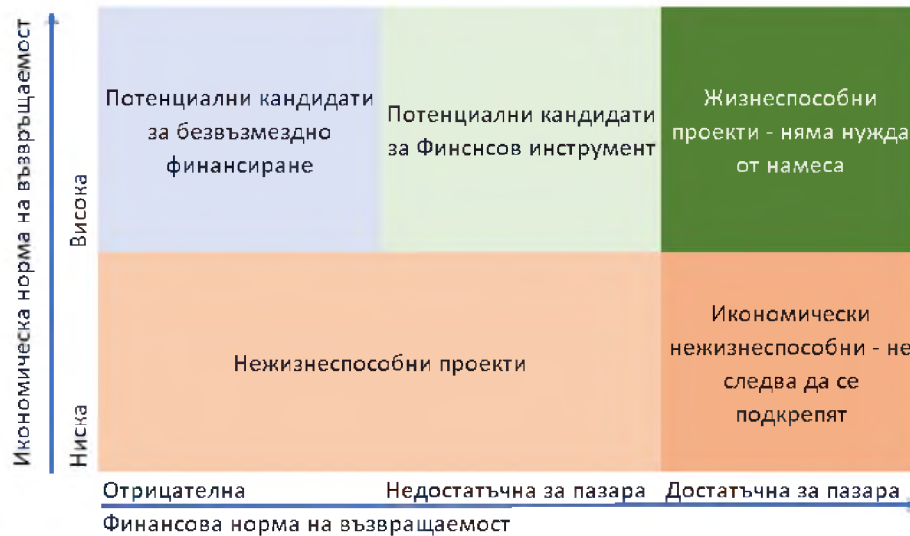 Икономическа норма на възвръщаемост
Висока
Ниска
Потенциални кандидати
за безвъзмездно
финансиране
Потенциални кандидати
за Финснсов инструмент
Жизнеспособни
проекти - няма нужда
от намеса
Нежизнеспособни проекти
Икономически
нежизнеспособни - не
следва да се
подкрепят
Отрицателна
Недостатъчна за пазара
Достатъчна за пазара
Финансова норма на възвращаемост